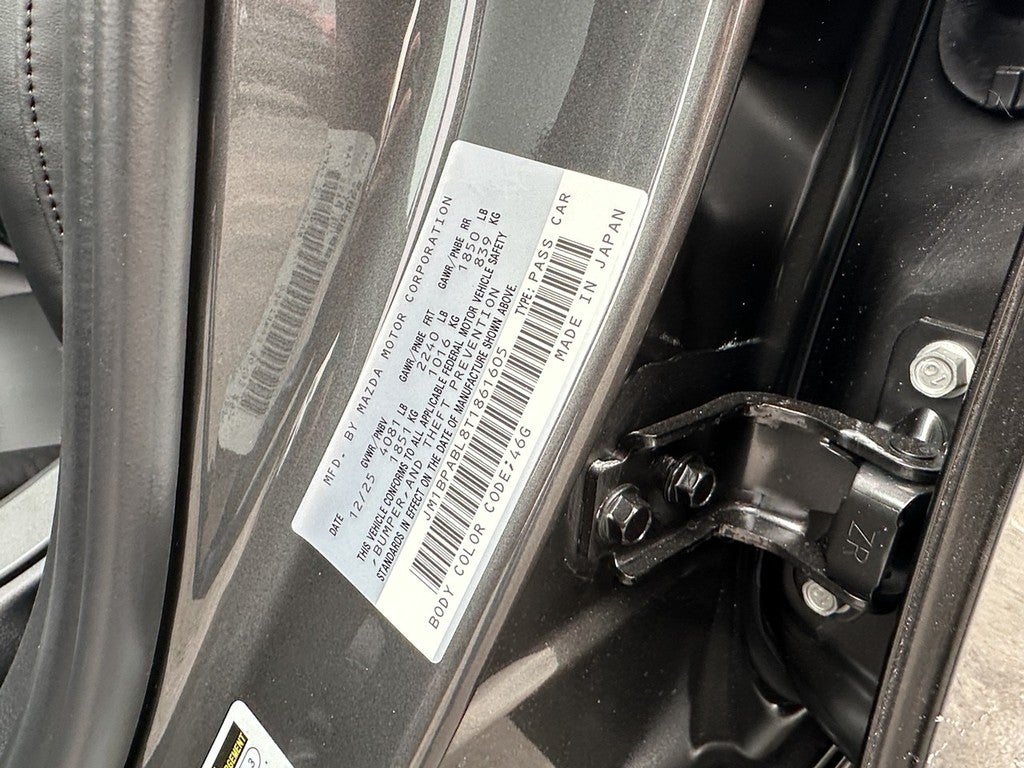 MFD. BY MAZDA MOTOR CORPORATION
DATE GVWR/PNBV GAWR/PNBE FRT GAWR/PNBE RR
12/25 4081 LB 2240 LB 1850 LB
1851 KG 1016 KG 839 KG
THIS VEHICLE CONFORMS TO ALL APPLICABLE FEDERAL MOTOR VEHICLE SAFETY
,BUMPER,AND THEFT PREVENTION
STANDARDS IN EFFECT ON THE DATE OF MANUFACTURE SHOWN ABOVE.
JM1BPABL8T1861605 TYPE: PASS CAR
BODY COLOR CODE;46G MADE IN JAPAN
ZR
3